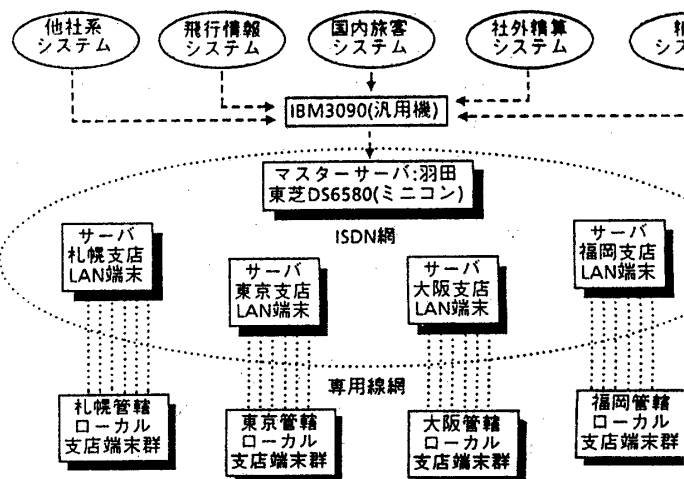 他社系
システム
飛行情報
システム
国内旅客
システム
社外精算
システム
IBM3090(汎用機)
マスターサーバ:羽田
東芝DS6580(ミニコン)
ISDN網
サーバ
札幌支店
LAN端末
サーバ
東京支店
LAN端末
サーバ
大阪支店
LAN端末
サーバ
福岡支店
LAN端末
専用線網
札幌管轄
ローカル
支店端末群
東京管轄
ローカル
支店端末群
大阪管轄
ローカル
支店端末群
福岡管轄
ローカル
支店端末群